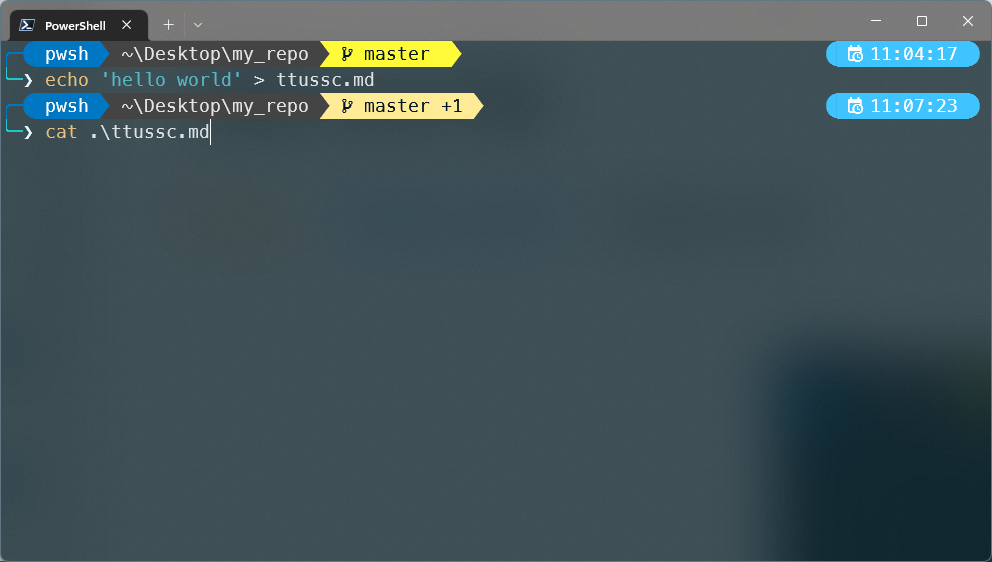 PowerShell
pwsh ~\Desktop\my_repo master 11:04:17
❯ echo 'hello world' > ttussc.md
pwsh ~\Desktop\my_repo master +1 11:07:23
❯ cat .\ttussc.md